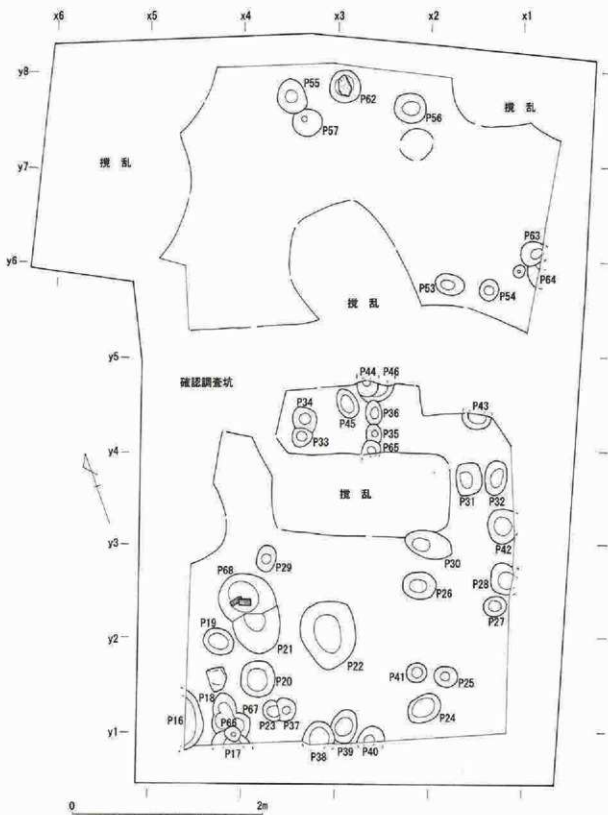 x6 x5 x4 x3 x2 x1
y8
P55
P62
P56
P57
撹 乱
撹 乱
y7
P63
y6
P64
P53
P54
撹 乱
y5
確認調査坑
P44 P46
P34
P45
P36
P43
P33
P35
y4
P65
P31
P32
撹 乱
P42
y3
P29
P30
P68
P28
P26
P27
P19
y2
P21
P22
P41
P25
P20
P18
P67
P24
P16
P66
P23
P37
y1
P17
P38
P39
P40
0 2m